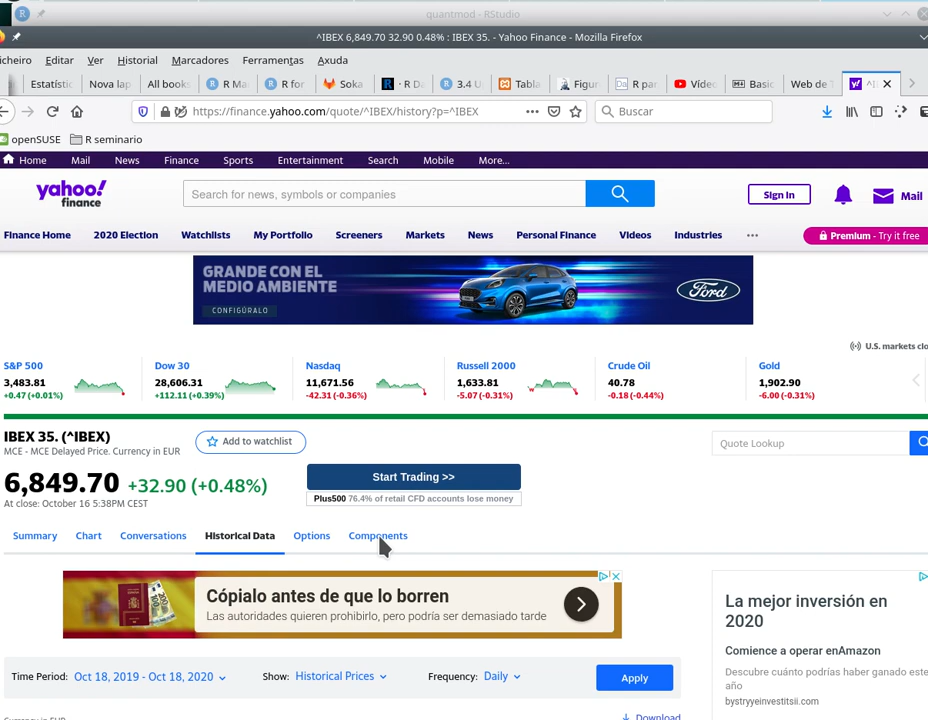 quantmod - RStudio
^IBEX 6,849.70 32.90 0.48% : IBEX 35. - Yahoo Finance - Mozilla Firefox
Editar Ver Historial Marcadores Herramientas Ayuda
Nova lap All books R for Soka 3.4 Tabla Figur R par Basic Web de
https://finance.yahoo.com/quote/^IBEX/history?p=^IBEX
Buscar
openSUSE R seminario
Home Mail News Finance Sports Entertainment Search Mobile More...
yahoo!
finance
Search for news, symbols or companies
Sign In
Mail
Finance Home 2020 Election Watchlists My Portfolio Screeners Markets News Personal Finance Videos Industries ... Premium - Try it free
GRANDE CON EL
MEDIO AMBIENTE
CONFIGÚRALO
Ford
U.S. markets clo
S&P 500 Dow 30 Nasdaq Russell 2000 Crude Oil Gold
3,483.81 28,606.31 11,671.56 1,633.81 40.78 1,902.90
+0.47 (+0.01%) +112.11 (+0.39%) -42.31 (-0.36%) -5.07 (-0.31%) -0.18 (-0.44%) -6.00 (-0.31%)
IBEX 35. (^IBEX)
MCE - MCE Delayed Price. Currency in EUR
Add to watchlist
Quote Lookup
6,849.70 +32.90 (+0.48%)
At close: October 16 5:38PM CEST
Start Trading >>
Plus500 76.4% of retail CFD accounts lose money
Summary Chart Conversations Historical Data Options Components
Cópialo antes de que lo borren
Las autoridades quieren prohibirlo, pero podría ser demasiado tarde
La mejor inversión en
2020
Comience a operar enAmazon
Descubre cuánto podrías haber ganado este
año
bystryyeinvestitsii.com
Time Period: Oct 18, 2019 - Oct 18, 2020 Show: Historical Prices Frequency: Daily Apply
Currency in EUR Download